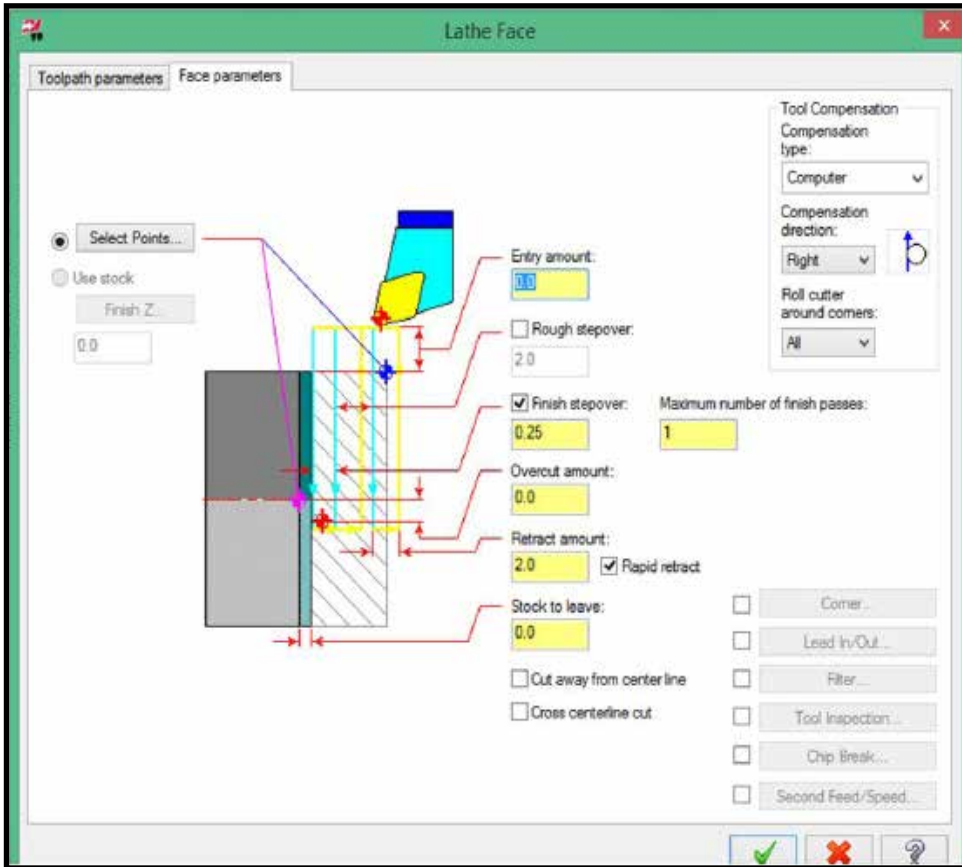 Lathe Face
Toolpath parameters
Face parameters
Tool Compensation
Compensation
type:
Computer
Compensation
direction:
Right
Roll cutter
around corners:
All
Select Points...
Use stock
Finish Z...
0.0
Entry amount:
0.0
Rough stepover:
2.0
Finish stepover:
0.25
Maximum number of finish passes:
1
Overcut amount:
0.0
Retract amount:
2.0
Rapid retract
Stock to leave:
0.0
Cut away from center line
Cross centerline cut
Corner...
Lead In/Out...
Filter...
Tool Inspection...
Chip Break...
Second Feed/Speed...